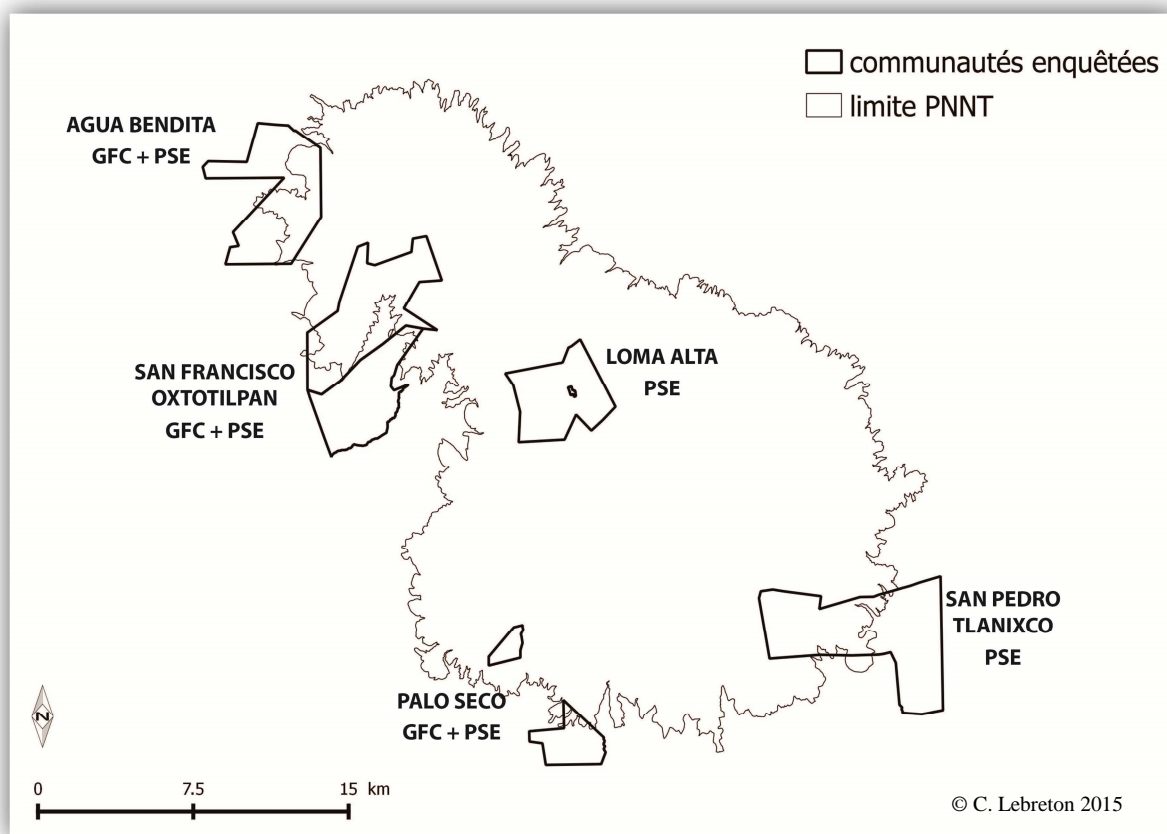 communautés enquêtées
limite PNNT
AGUA BENDITA
GFC + PSE
SAN FRANCISCO
OXTOTILPAN
GFC + PSE
LOMA ALTA
PSE
SAN PEDRO
TLANIXCO
PSE
PALO SECO
GFC + PSE
N
0 7.5 15 km
© C. Lebreton 2015